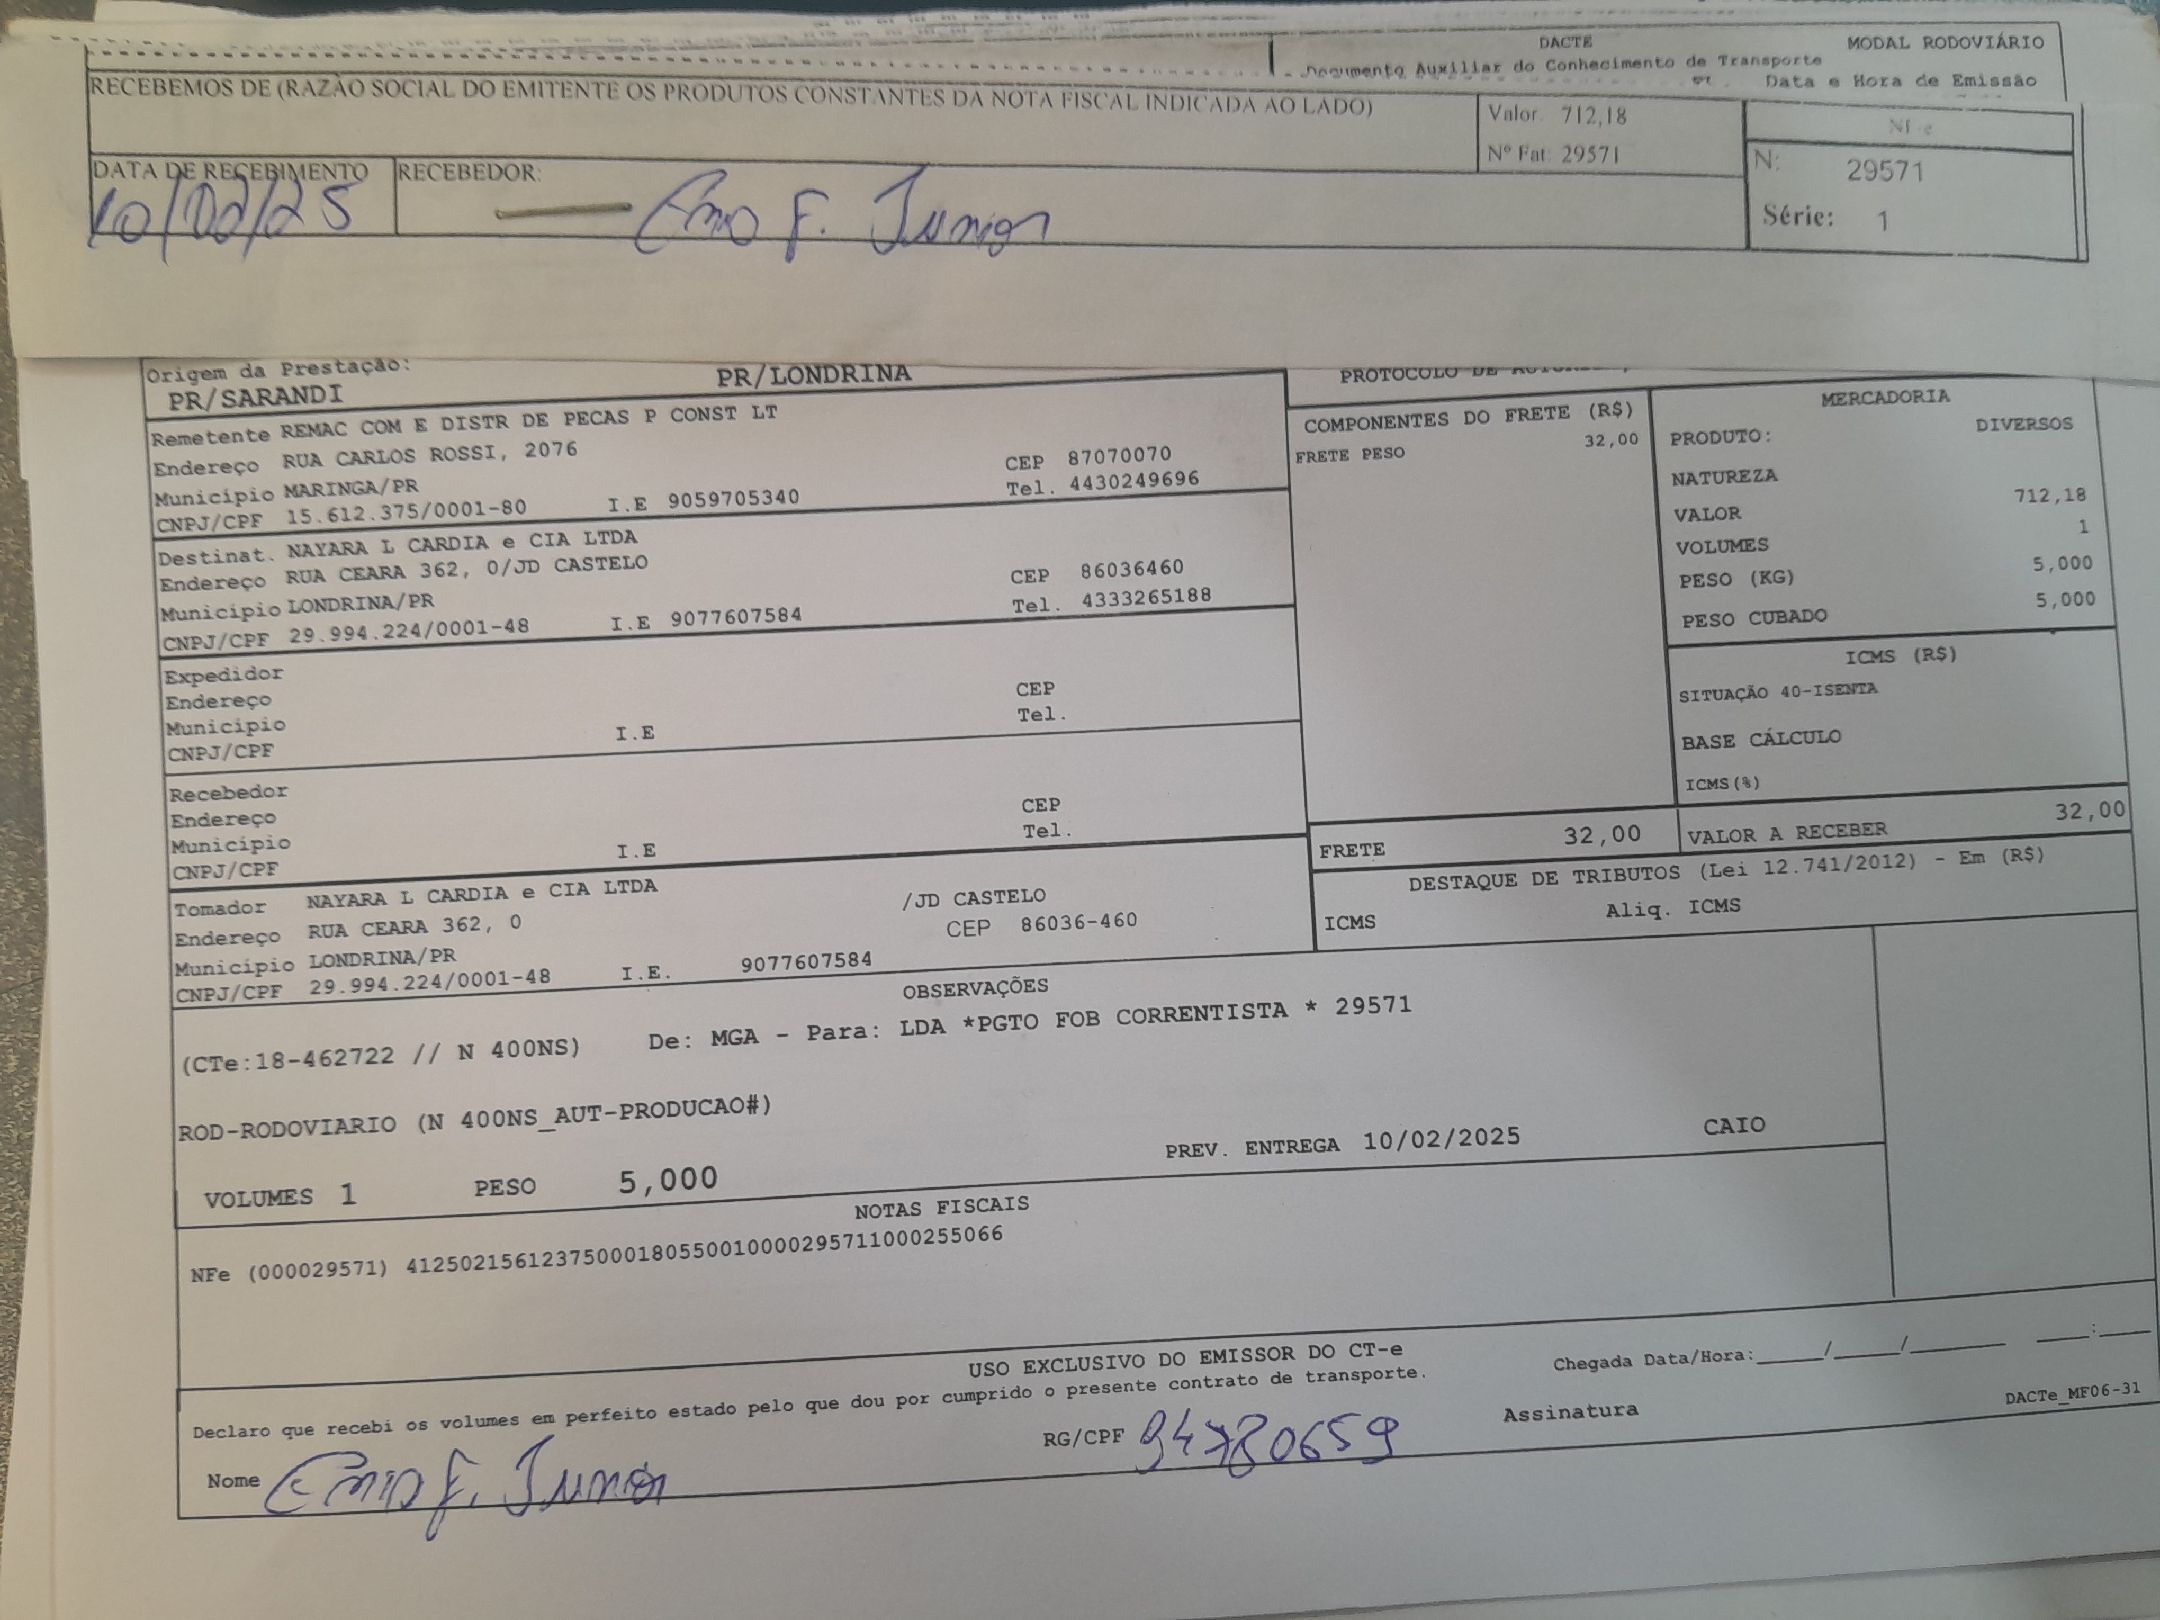 DACTE
MODAL RODOVIÁRIO
Documento Auxiliar do Conhecimento de Transporte
Data e Hora de Emissão
RECEBEMOS DE (RAZÃO SOCIAL DO EMITENTE OS PRODUTOS CONSTANTES DA NOTA FISCAL INDICADA AO LADO)
Valor. 712,18
Nº Fat: 29571
NF-e
N: 29571
Série: 1
DATA DE RECEBIMENTO
10/02/25
RECEBEDOR:
F. Junior
Origem da Prestação:
PR/SARANDI
PR/LONDRINA
PROTOCOLO DE
Remetente REMAC COM E DISTR DE PECAS P CONST LT
Endereço RUA CARLOS ROSSI, 2076
CEP 87070070
Município MARINGA/PR
Tel. 4430249696
CNPJ/CPF 15.612.375/0001-80 I.E 9059705340
Destinat. NAYARA L CARDIA e CIA LTDA
Endereço RUA CEARA 362, 0/JD CASTELO
CEP 86036460
Município LONDRINA/PR
Tel. 4333265188
CNPJ/CPF 29.994.224/0001-48 I.E 9077607584
Expedidor
Endereço CEP
Município Tel.
CNPJ/CPF I.E
Recebedor
Endereço CEP
Município Tel.
CNPJ/CPF I.E
Tomador NAYARA L CARDIA e CIA LTDA
Endereço RUA CEARA 362, 0 /JD CASTELO
CEP 86036-460
Município LONDRINA/PR
CNPJ/CPF 29.994.224/0001-48 I.E. 9077607584
COMPONENTES DO FRETE (R$)
FRETE PESO 32,00
MERCADORIA
PRODUTO: DIVERSOS
NATUREZA
VALOR 712,18
VOLUMES 1
PESO (KG) 5,000
PESO CUBADO 5,000
ICMS (R$)
SITUAÇÃO 40-ISENTA
BASE CÁLCULO
ICMS(%)
FRETE 32,00
VALOR A RECEBER 32,00
DESTAQUE DE TRIBUTOS (Lei 12.741/2012) - Em (R$)
ICMS Aliq. ICMS
OBSERVAÇÕES
(CTe:18-462722 // N 400NS) De: MGA - Para: LDA *PGTO FOB CORRENTISTA * 29571
ROD-RODOVIARIO (N 400NS_AUT-PRODUCAO#)
PREV. ENTREGA 10/02/2025 CAIO
VOLUMES 1 PESO 5,000
NOTAS FISCAIS
NFe (000029571) 41250215612375000180550010000295711000255066
USO EXCLUSIVO DO EMISSOR DO CT-e
Declaro que recebi os volumes em perfeito estado pelo que dou por cumprido o presente contrato de transporte.
Chegada Data/Hora:_____/_____/_______ ____:____
DACTe_MF06-31
Nome F. Junior
RG/CPF 94780659
Assinatura